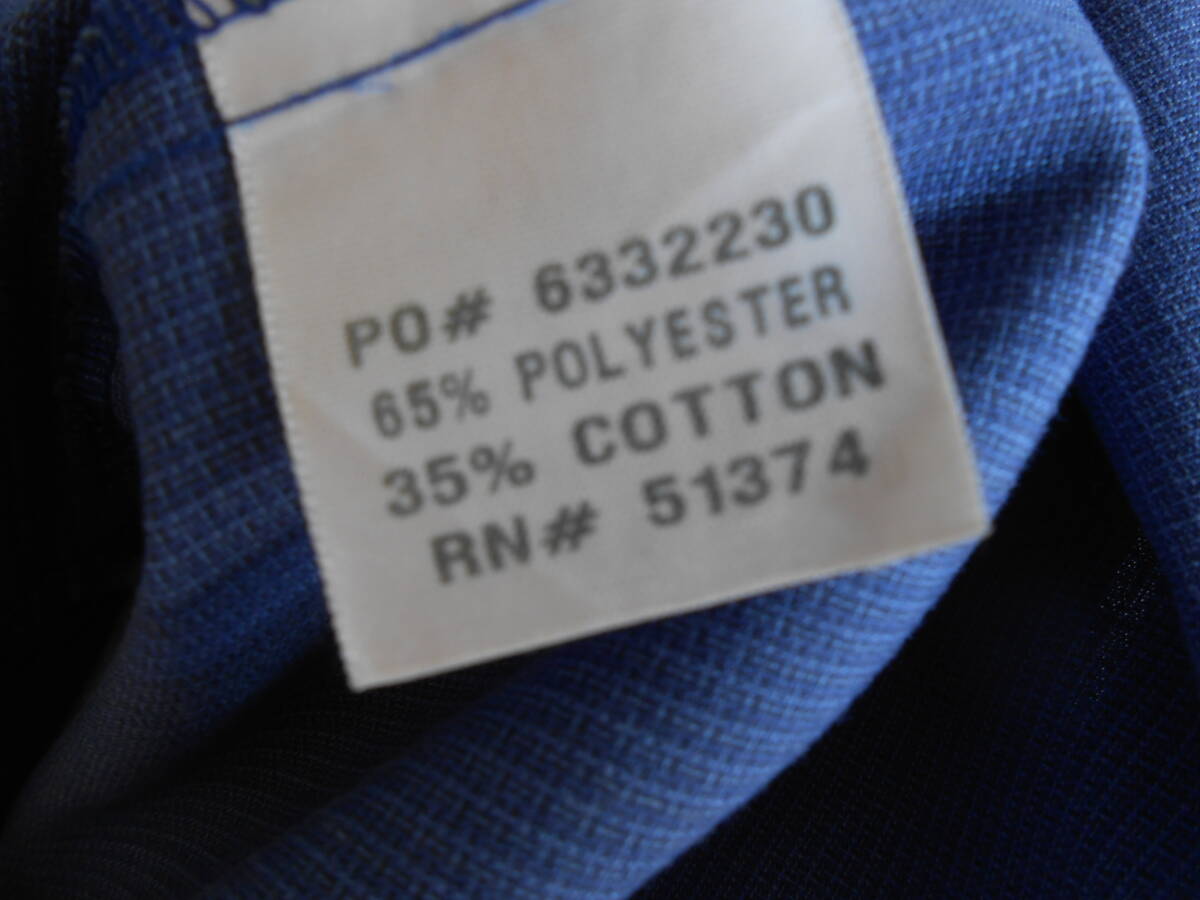 PO# 6332230
65% POLYESTER
35% COTTON
RN# 51374